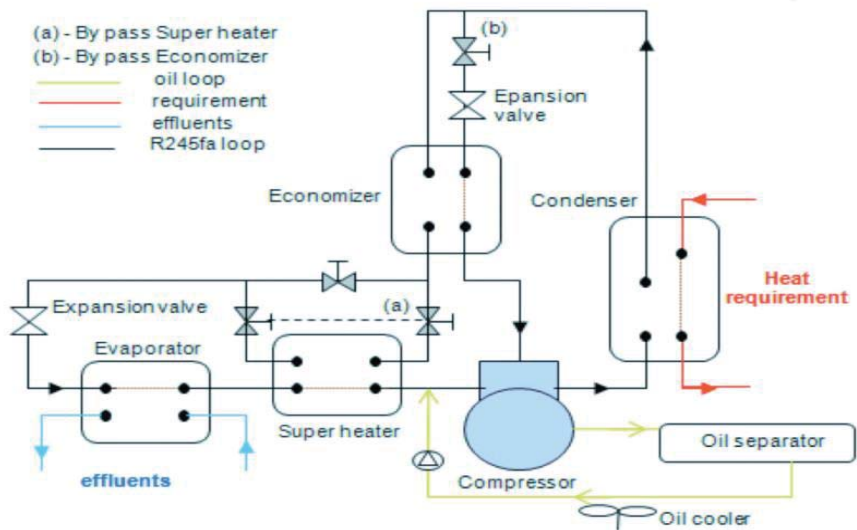 (a) - By pass Super heater
(b) - By pass Economizer
oil loop
requirement
effluents
R245fa loop
(b)
Epansion
valve
Economizer
Condenser
Heat
requirement
Expansion valve
(a)
Evaporator
Super heater
effluents
Compressor
Oil separator
Oil cooler